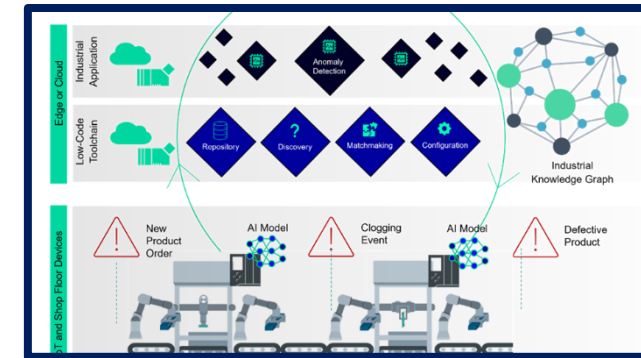 Edge or Cloud
Industrial
Application
Anomaly
Detection
Low-Code
Toolchain
Repository
Discovery
?
Matchmaking
Configuration
Industrial
Knowledge Graph
IoT and Shop Floor Devices
New
Product
Order
AI Model
Clogging
Event
AI Model
Defective
Product